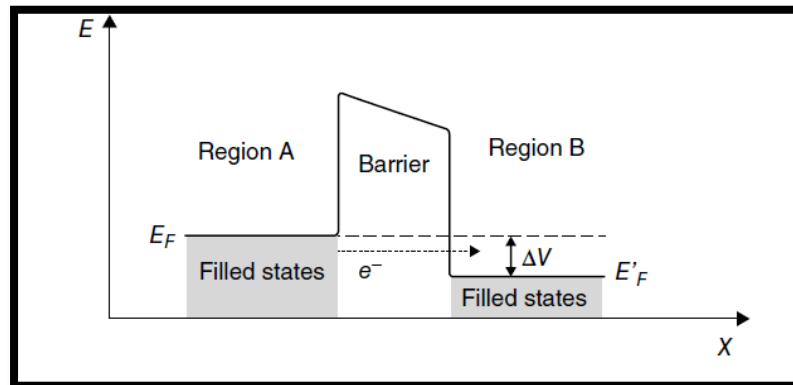 E
Region A
Barrier
Region B
E_F
Filled states
e⁻
ΔV
E'_F
Filled states
X